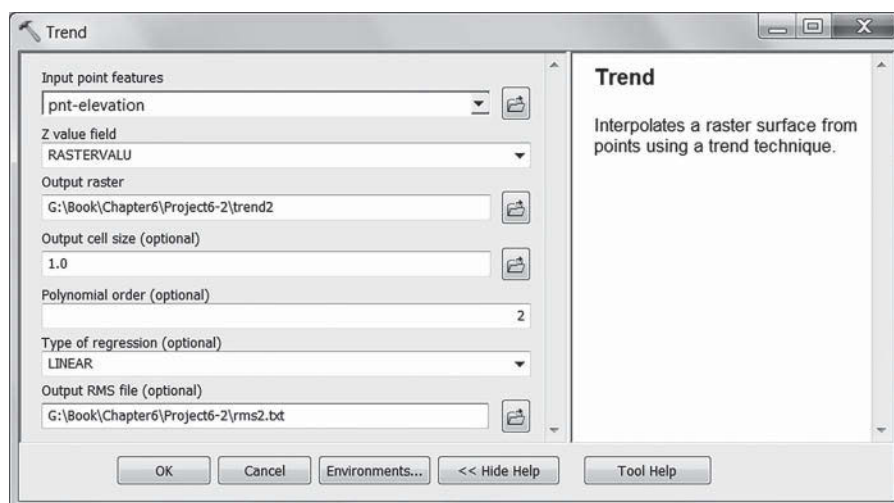 Trend
Input point features
pnt-elevation
Z value field
RASTERVALU
Output raster
G:\Book\Chapter6\Project6-2\trend2
Output cell size (optional)
1.0
Polynomial order (optional)
2
Type of regression (optional)
LINEAR
Output RMS file (optional)
G:\Book\Chapter6\Project6-2\rms2.txt
Trend
Interpolates a raster surface from
points using a trend technique.
OK
Cancel
Environments...
<< Hide Help
Tool Help